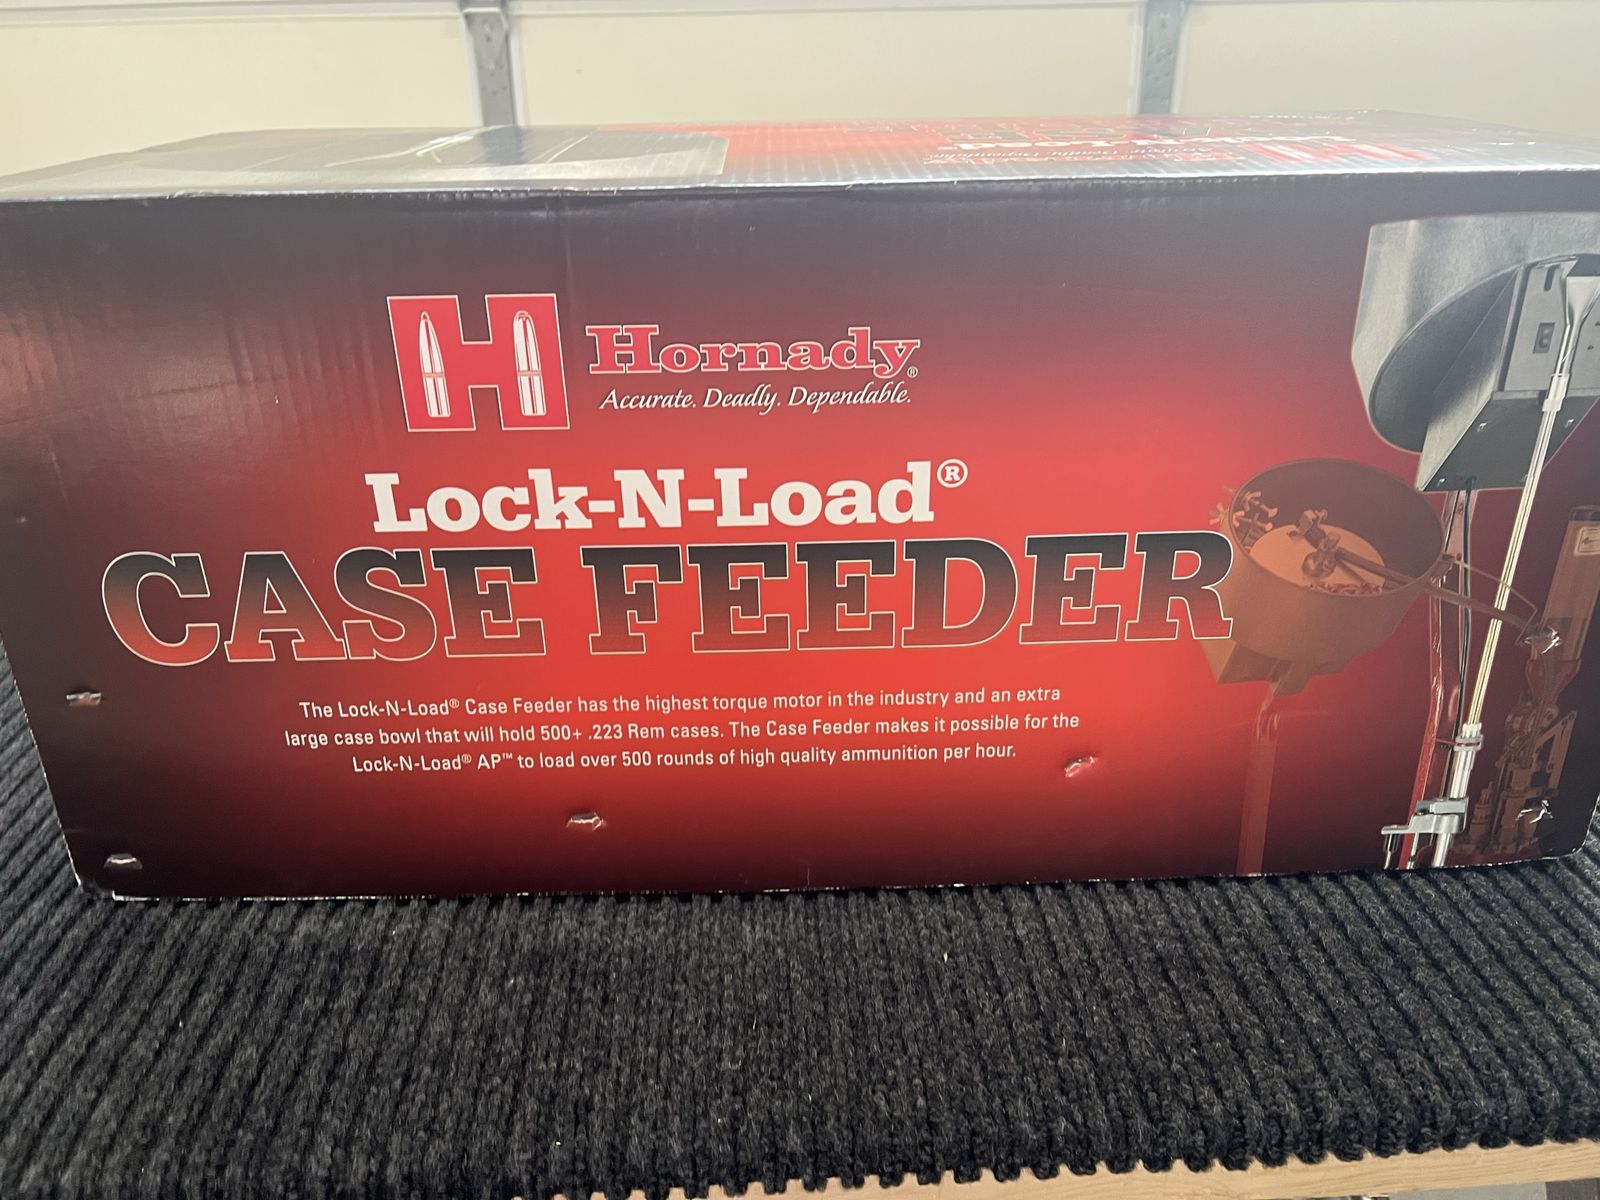 Hornady®
Accurate. Deadly. Dependable.
Lock-N-Load®
CASE FEEDER
The Lock-N-Load® Case Feeder has the highest torque motor in the industry and an extra
large case bowl that will hold 500+ .223 Rem cases. The Case Feeder makes it possible for the
Lock-N-Load® AP™ to load over 500 rounds of high quality ammunition per hour.